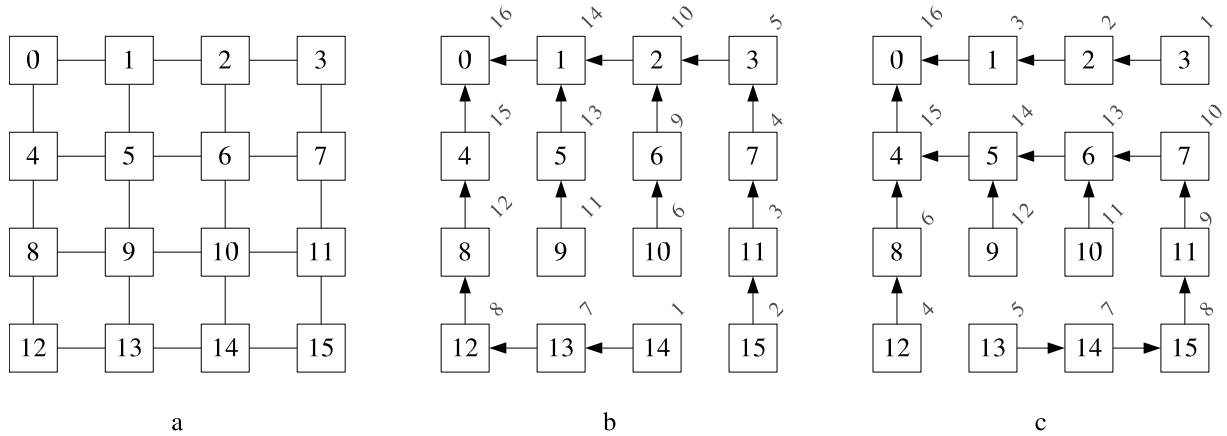 16 14 10 5 16 3 2 1
0 1 2 3 0 1 2 3 0 1 2 3
15 13 9 4 15 14 13 10
4 5 6 7 4 5 6 7 4 5 6 7
12 11 6 3 6 12 11 9
8 9 10 11 8 9 10 11 8 9 10 11
8 7 1 2 4 5 7 8
12 13 14 15 12 13 14 15 12 13 14 15
a b c